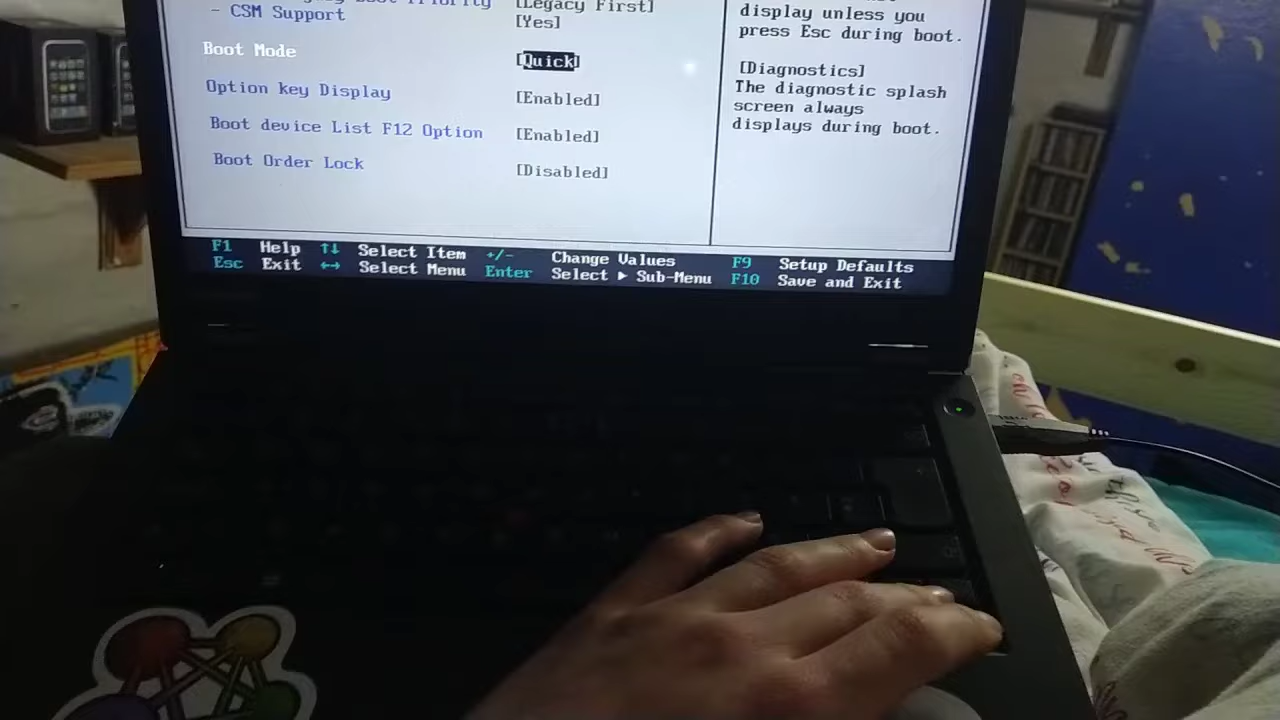 [Legacy First]
- CSM Support [Yes]
Boot Mode [Quick]
Option key Display [Enabled]
Boot device List F12 Option [Enabled]
Boot Order Lock [Disabled]
display unless you
press Esc during boot.
[Diagnostics]
The diagnostic splash
screen always
displays during boot.
F1 Help ↑↓ Select Item +/- Change Values F9 Setup Defaults
Esc Exit ←→ Select Menu Enter Select ▶ Sub-Menu F10 Save and Exit